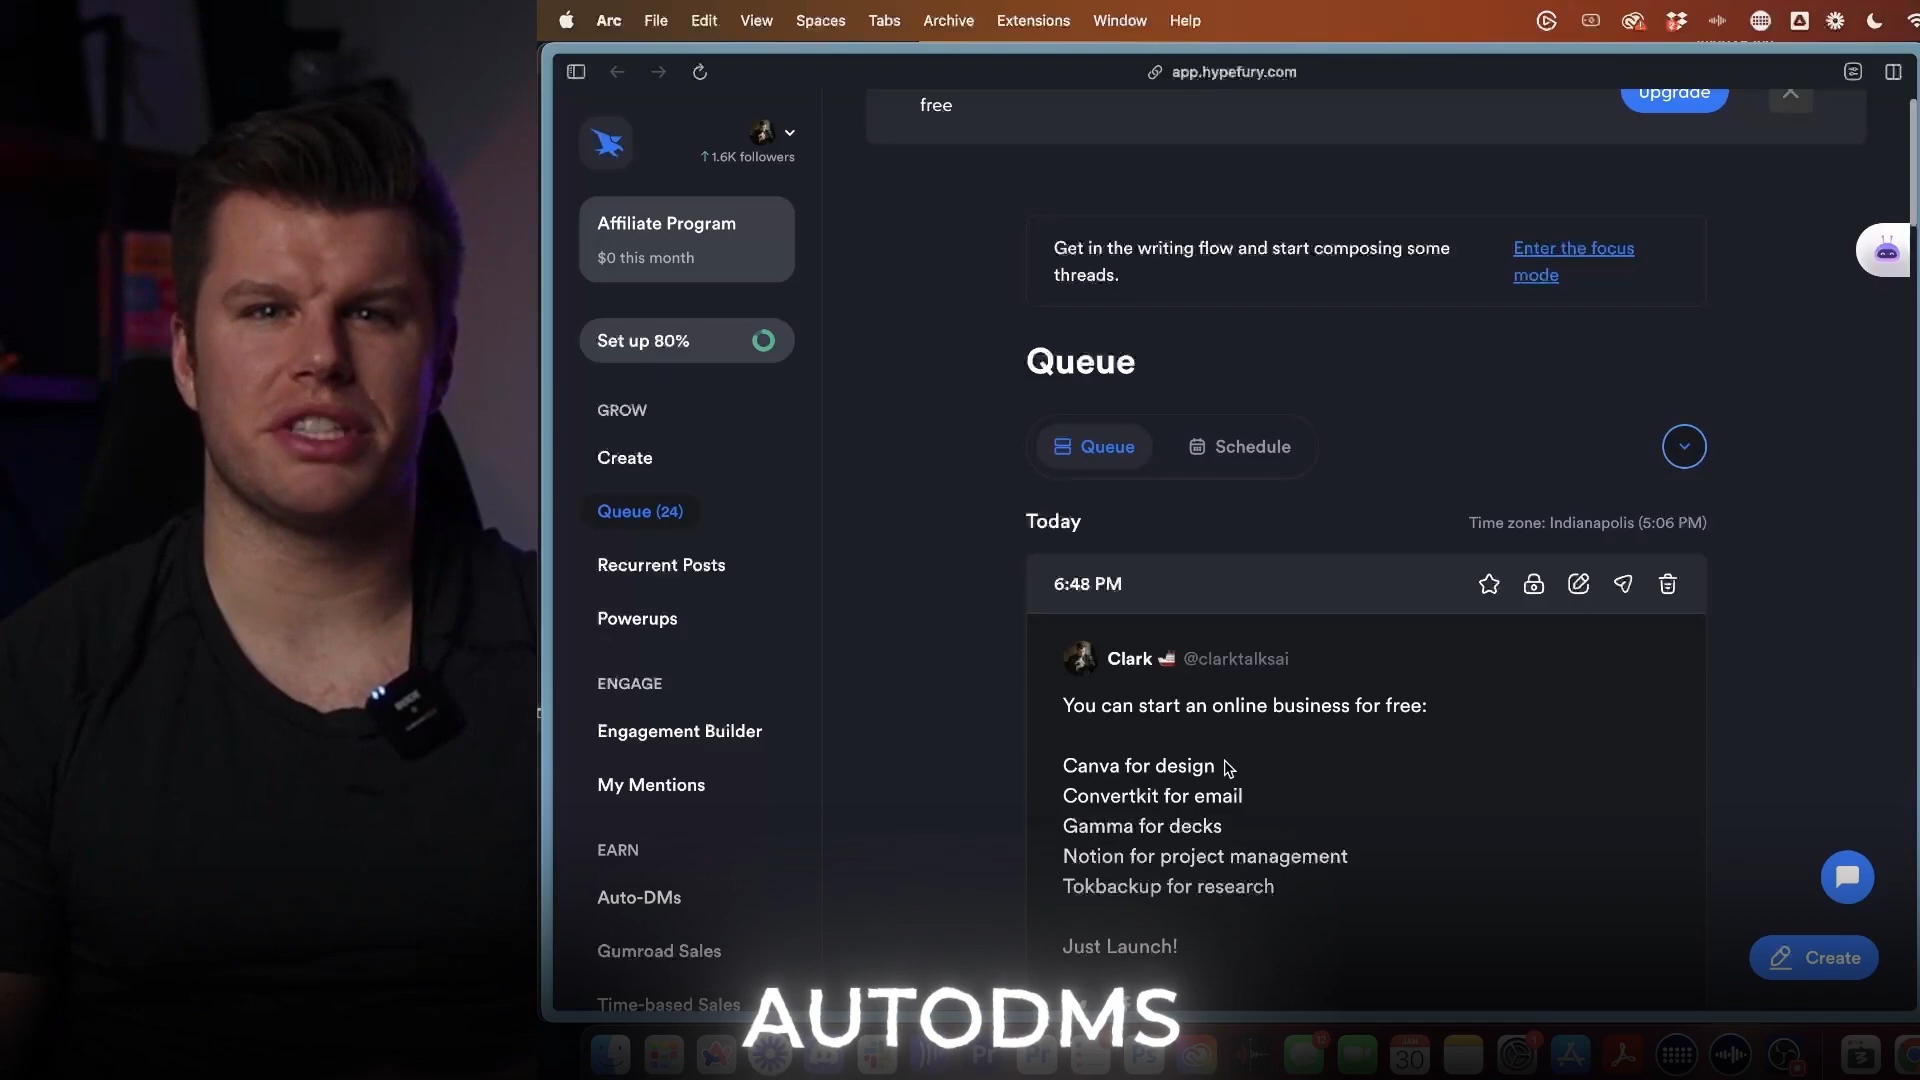 Arc File Edit View Spaces Tabs Archive Extensions Window Help
app.hypefury.com
free
Upgrade
1.6K followers
Affiliate Program
$0 this month
Set up 80%
GROW
Create
Queue (24)
Recurrent Posts
Powerups
ENGAGE
Engagement Builder
My Mentions
EARN
Auto-DMs
Gumroad Sales
Time-based Sales
Get in the writing flow and start composing some
threads.
Enter the focus
mode
Queue
Queue
Schedule
Today
Time zone: Indianapolis (5:06 PM)
6:48 PM
Clark @clarktalksai
You can start an online business for free:
Canva for design
Convertkit for email
Gamma for decks
Notion for project management
Tokbackup for research
Just Launch!
Create
AUTODMS
Pr
Pr
Ps
JAN
30